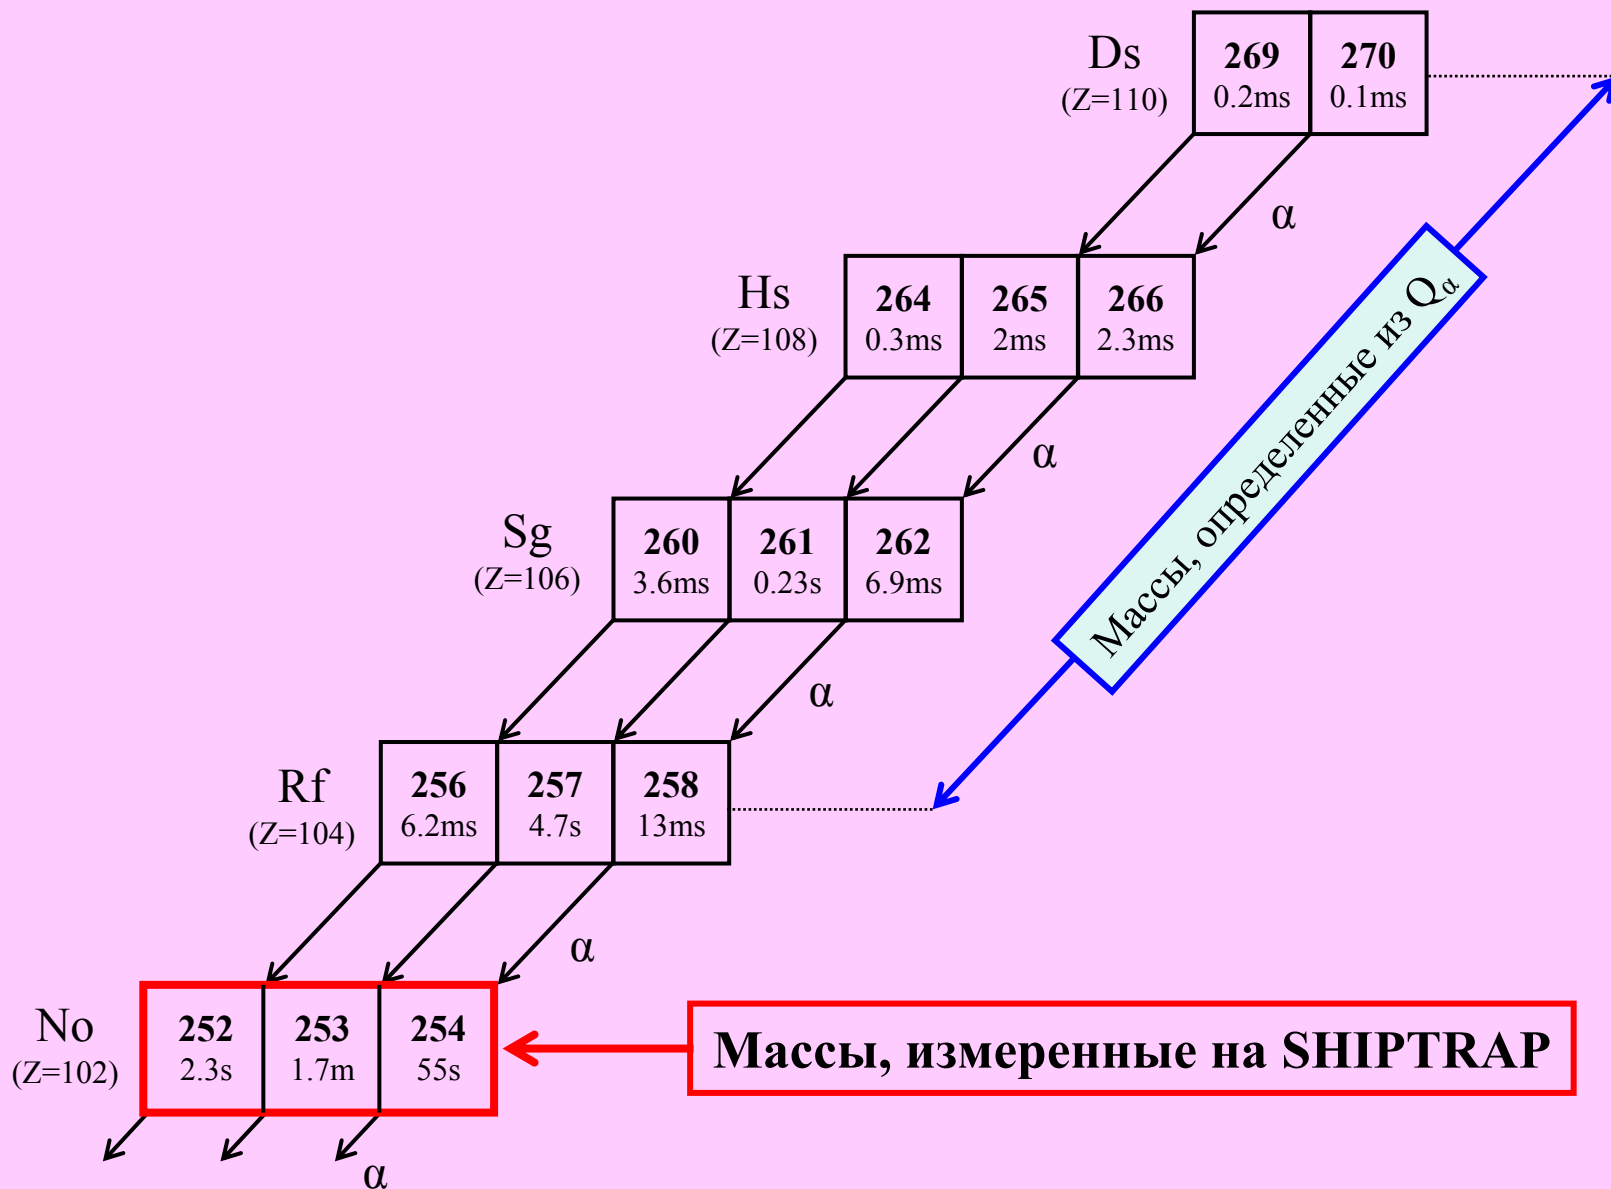 Ds
(Z=110)
269 270
0.2ms 0.1ms
α
Hs
(Z=108)
264 265 266
0.3ms 2ms 2.3ms
Массы, определенные из Qα
α
Sg
(Z=106)
260 261 262
3.6ms 0.23s 6.9ms
α
Rf
(Z=104)
256 257 258
6.2ms 4.7s 13ms
α
No
(Z=102)
252 253 254
2.3s 1.7m 55s
Массы, измеренные на SHIPTRAP
α